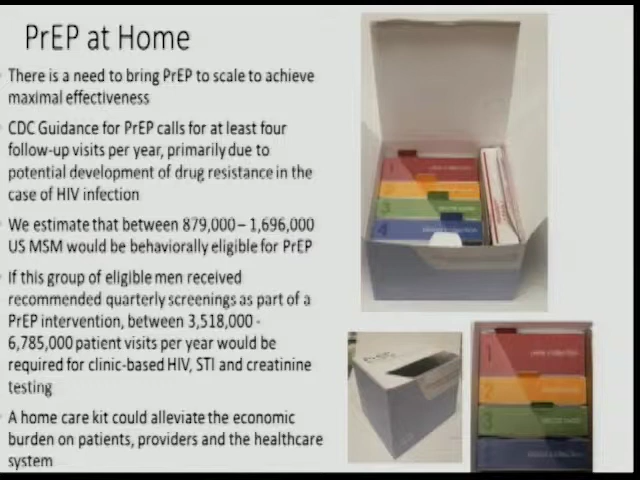 PrEP at Home
There is a need to bring PrEP to scale to achieve
maximal effectiveness
CDC Guidance for PrEP calls for at least four
follow-up visits per year, primarily due to
potential development of drug resistance in the
case of HIV infection
We estimate that between 879,000 – 1,696,000
US MSM would be behaviorally eligible for PrEP
If this group of eligible men received
recommended quarterly screenings as part of a
PrEP intervention, between 3,518,000 -
6,785,000 patient visits per year would be
required for clinic-based HIV, STI and creatinine
testing
A home care kit could alleviate the economic
burden on patients, providers and the healthcare
system
1
3
4
2
3